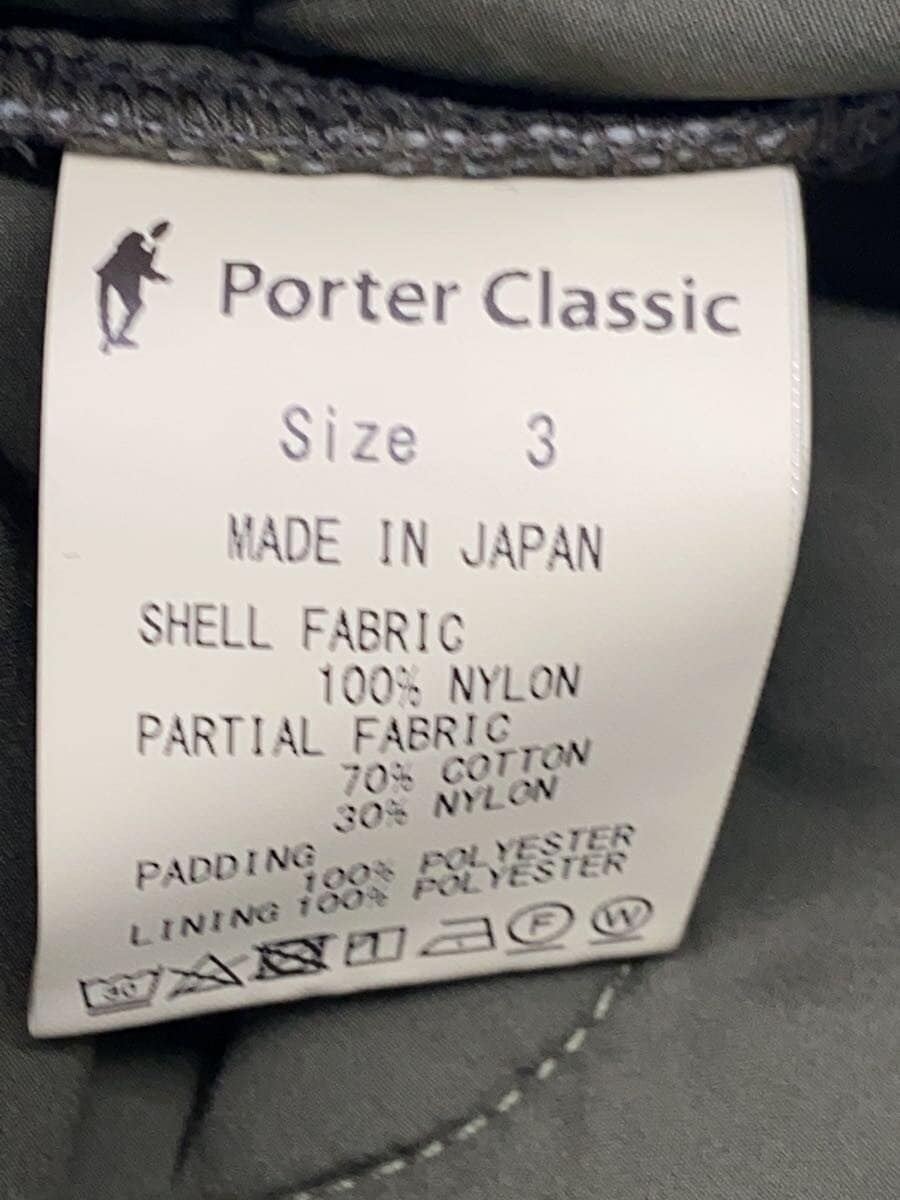 Porter Classic
Size 3
MADE IN JAPAN
SHELL FABRIC
100% NYLON
PARTIAL FABRIC
70% COTTON
30% NYLON
PADDING
100% POLYESTER
LINING 100% POLYESTER
30 F W